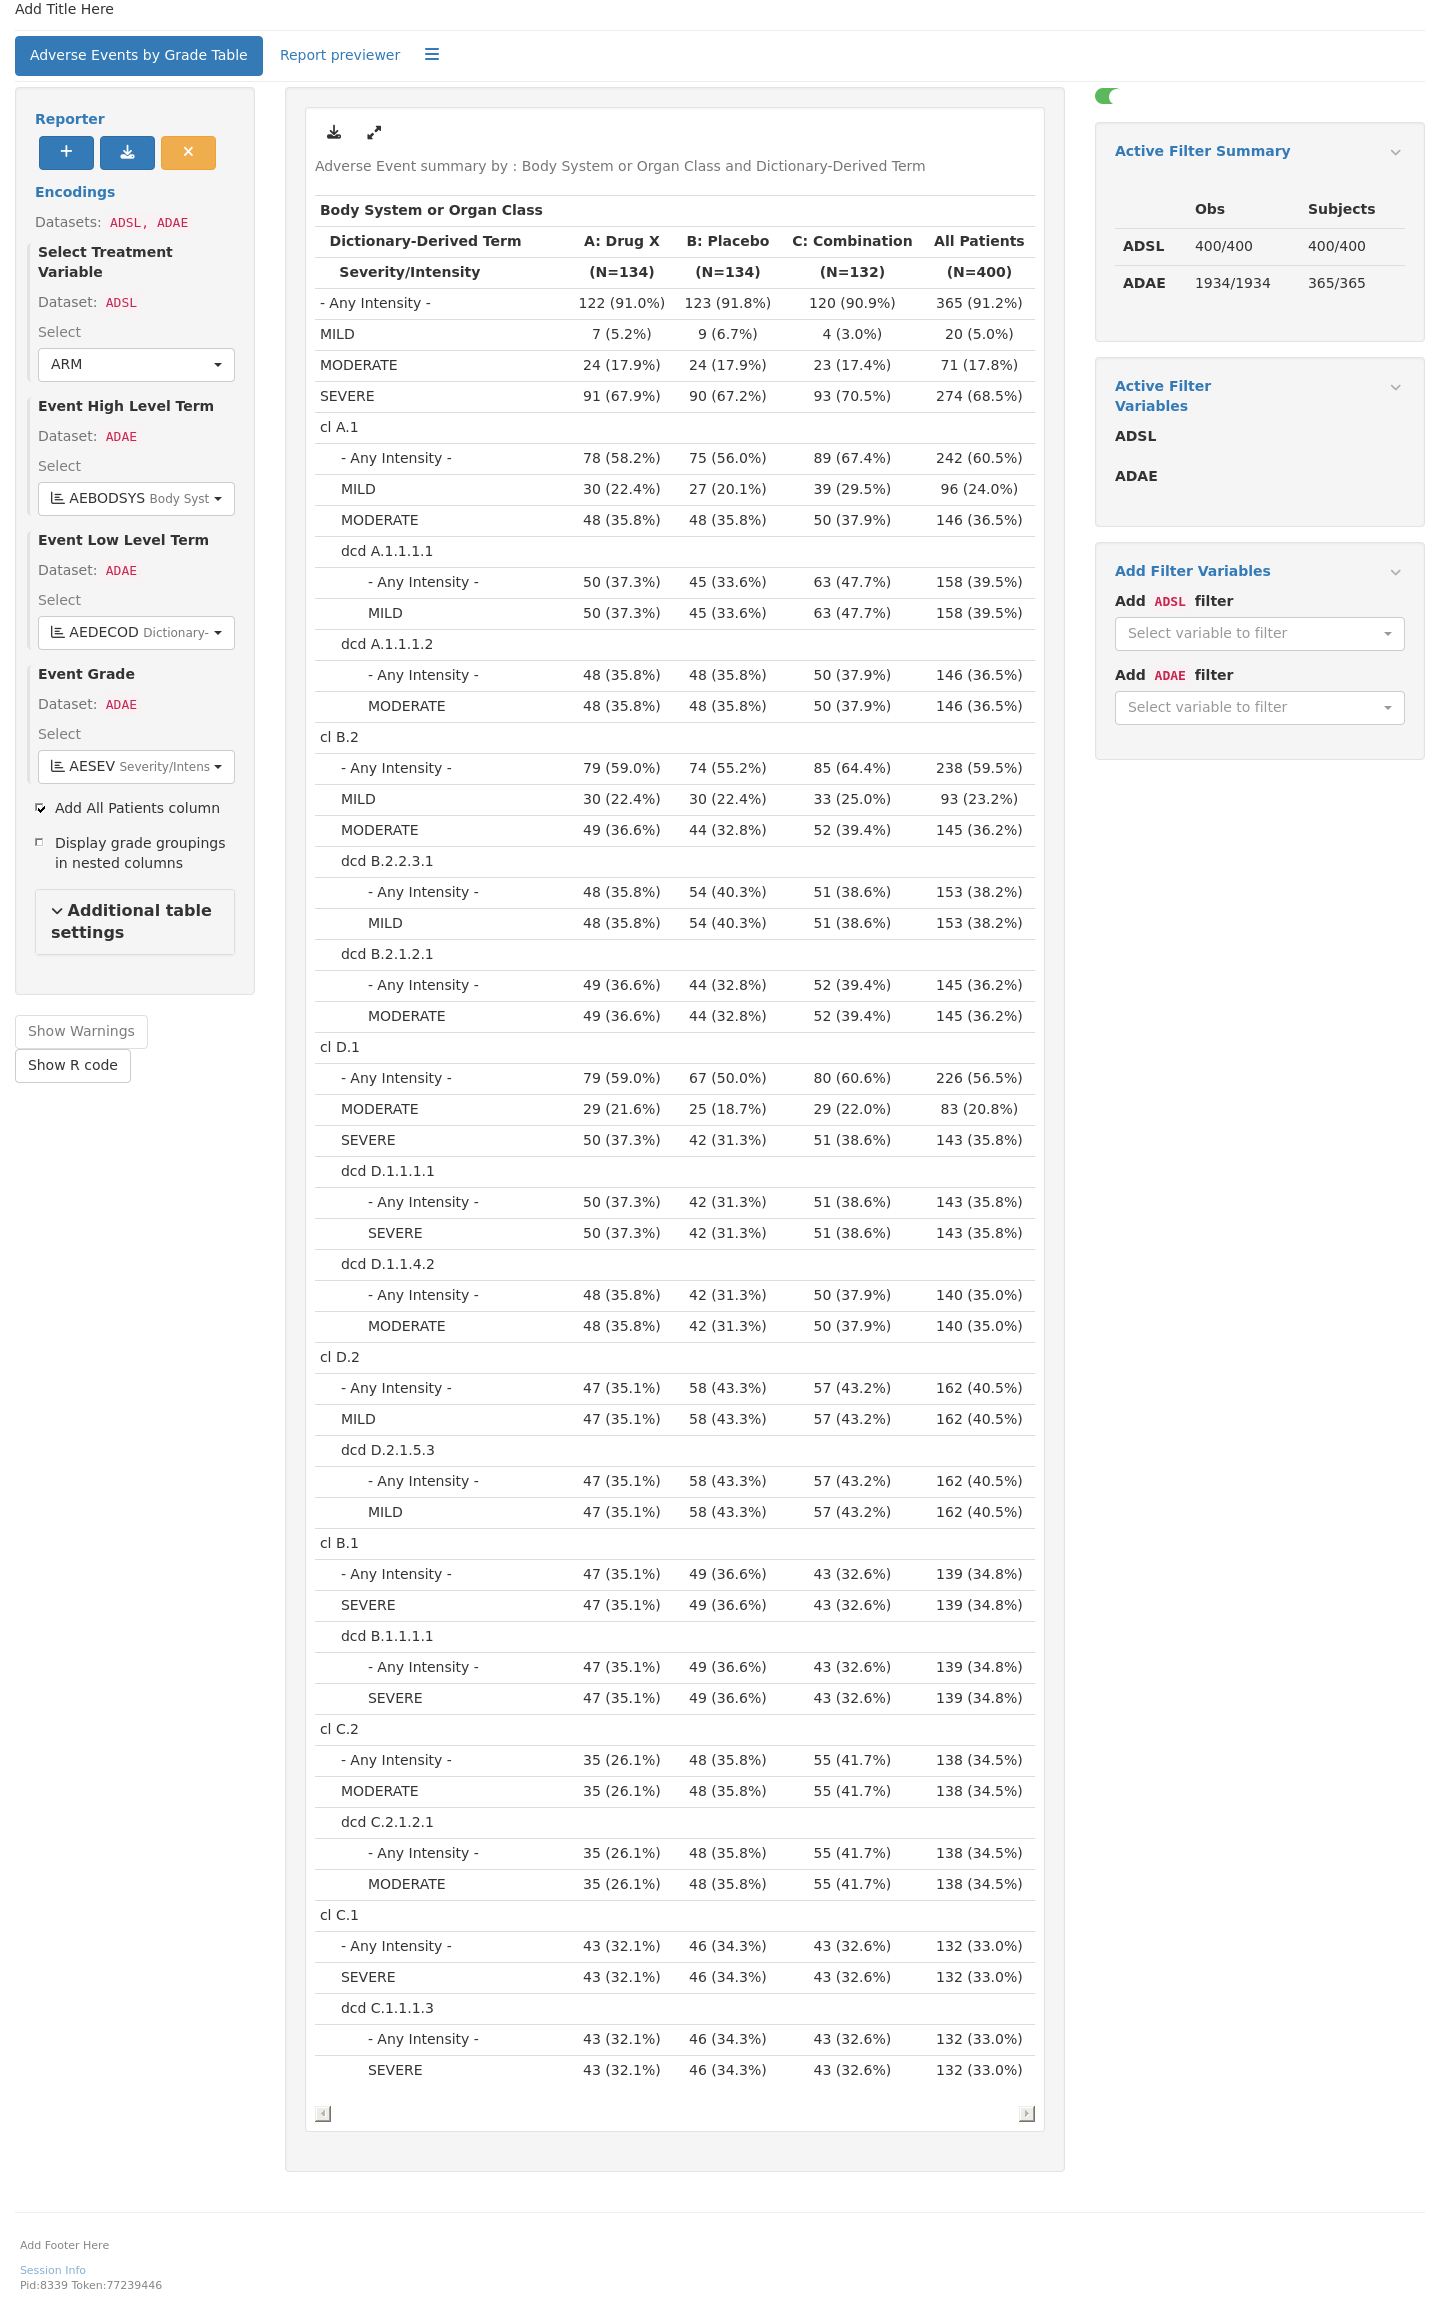 Add Title Here
Adverse Events by Grade Table
Report previewer
Reporter
Encodings
Datasets: ADSL, ADAE
Select Treatment
Variable
Dataset: ADSL
Select
ARM
Event High Level Term
Dataset: ADAE
Select
AEBODSYS Body Syst
Event Low Level Term
Dataset: ADAE
Select
AEDECOD Dictionary-
Event Grade
Dataset: ADAE
Select
AESEV Severity/Intens
Add All Patients column
Display grade groupings
in nested columns
Additional table
settings
Show Warnings
Show R code
Adverse Event summary by : Body System or Organ Class and Dictionary-Derived Term
Body System or Organ Class
Dictionary-Derived Term A: Drug X B: Placebo C: Combination All Patients
Severity/Intensity (N=134) (N=134) (N=132) (N=400)
- Any Intensity - 122 (91.0%) 123 (91.8%) 120 (90.9%) 365 (91.2%)
MILD 7 (5.2%) 9 (6.7%) 4 (3.0%) 20 (5.0%)
MODERATE 24 (17.9%) 24 (17.9%) 23 (17.4%) 71 (17.8%)
SEVERE 91 (67.9%) 90 (67.2%) 93 (70.5%) 274 (68.5%)
cl A.1
- Any Intensity - 78 (58.2%) 75 (56.0%) 89 (67.4%) 242 (60.5%)
MILD 30 (22.4%) 27 (20.1%) 39 (29.5%) 96 (24.0%)
MODERATE 48 (35.8%) 48 (35.8%) 50 (37.9%) 146 (36.5%)
dcd A.1.1.1.1
- Any Intensity - 50 (37.3%) 45 (33.6%) 63 (47.7%) 158 (39.5%)
MILD 50 (37.3%) 45 (33.6%) 63 (47.7%) 158 (39.5%)
dcd A.1.1.1.2
- Any Intensity - 48 (35.8%) 48 (35.8%) 50 (37.9%) 146 (36.5%)
MODERATE 48 (35.8%) 48 (35.8%) 50 (37.9%) 146 (36.5%)
cl B.2
- Any Intensity - 79 (59.0%) 74 (55.2%) 85 (64.4%) 238 (59.5%)
MILD 30 (22.4%) 30 (22.4%) 33 (25.0%) 93 (23.2%)
MODERATE 49 (36.6%) 44 (32.8%) 52 (39.4%) 145 (36.2%)
dcd B.2.2.3.1
- Any Intensity - 48 (35.8%) 54 (40.3%) 51 (38.6%) 153 (38.2%)
MILD 48 (35.8%) 54 (40.3%) 51 (38.6%) 153 (38.2%)
dcd B.2.1.2.1
- Any Intensity - 49 (36.6%) 44 (32.8%) 52 (39.4%) 145 (36.2%)
MODERATE 49 (36.6%) 44 (32.8%) 52 (39.4%) 145 (36.2%)
cl D.1
- Any Intensity - 79 (59.0%) 67 (50.0%) 80 (60.6%) 226 (56.5%)
MODERATE 29 (21.6%) 25 (18.7%) 29 (22.0%) 83 (20.8%)
SEVERE 50 (37.3%) 42 (31.3%) 51 (38.6%) 143 (35.8%)
dcd D.1.1.1.1
- Any Intensity - 50 (37.3%) 42 (31.3%) 51 (38.6%) 143 (35.8%)
SEVERE 50 (37.3%) 42 (31.3%) 51 (38.6%) 143 (35.8%)
dcd D.1.1.4.2
- Any Intensity - 48 (35.8%) 42 (31.3%) 50 (37.9%) 140 (35.0%)
MODERATE 48 (35.8%) 42 (31.3%) 50 (37.9%) 140 (35.0%)
cl D.2
- Any Intensity - 47 (35.1%) 58 (43.3%) 57 (43.2%) 162 (40.5%)
MILD 47 (35.1%) 58 (43.3%) 57 (43.2%) 162 (40.5%)
dcd D.2.1.5.3
- Any Intensity - 47 (35.1%) 58 (43.3%) 57 (43.2%) 162 (40.5%)
MILD 47 (35.1%) 58 (43.3%) 57 (43.2%) 162 (40.5%)
cl B.1
- Any Intensity - 47 (35.1%) 49 (36.6%) 43 (32.6%) 139 (34.8%)
SEVERE 47 (35.1%) 49 (36.6%) 43 (32.6%) 139 (34.8%)
dcd B.1.1.1.1
- Any Intensity - 47 (35.1%) 49 (36.6%) 43 (32.6%) 139 (34.8%)
SEVERE 47 (35.1%) 49 (36.6%) 43 (32.6%) 139 (34.8%)
cl C.2
- Any Intensity - 35 (26.1%) 48 (35.8%) 55 (41.7%) 138 (34.5%)
MODERATE 35 (26.1%) 48 (35.8%) 55 (41.7%) 138 (34.5%)
dcd C.2.1.2.1
- Any Intensity - 35 (26.1%) 48 (35.8%) 55 (41.7%) 138 (34.5%)
MODERATE 35 (26.1%) 48 (35.8%) 55 (41.7%) 138 (34.5%)
cl C.1
- Any Intensity - 43 (32.1%) 46 (34.3%) 43 (32.6%) 132 (33.0%)
SEVERE 43 (32.1%) 46 (34.3%) 43 (32.6%) 132 (33.0%)
dcd C.1.1.1.3
- Any Intensity - 43 (32.1%) 46 (34.3%) 43 (32.6%) 132 (33.0%)
SEVERE 43 (32.1%) 46 (34.3%) 43 (32.6%) 132 (33.0%)
Active Filter Summary
Obs Subjects
ADSL 400/400 400/400
ADAE 1934/1934 365/365
Active Filter
Variables
ADSL
ADAE
Add Filter Variables
Add ADSL filter
Select variable to filter
Add ADAE filter
Select variable to filter
Add Footer Here
Session Info
Pid:8339 Token:77239446